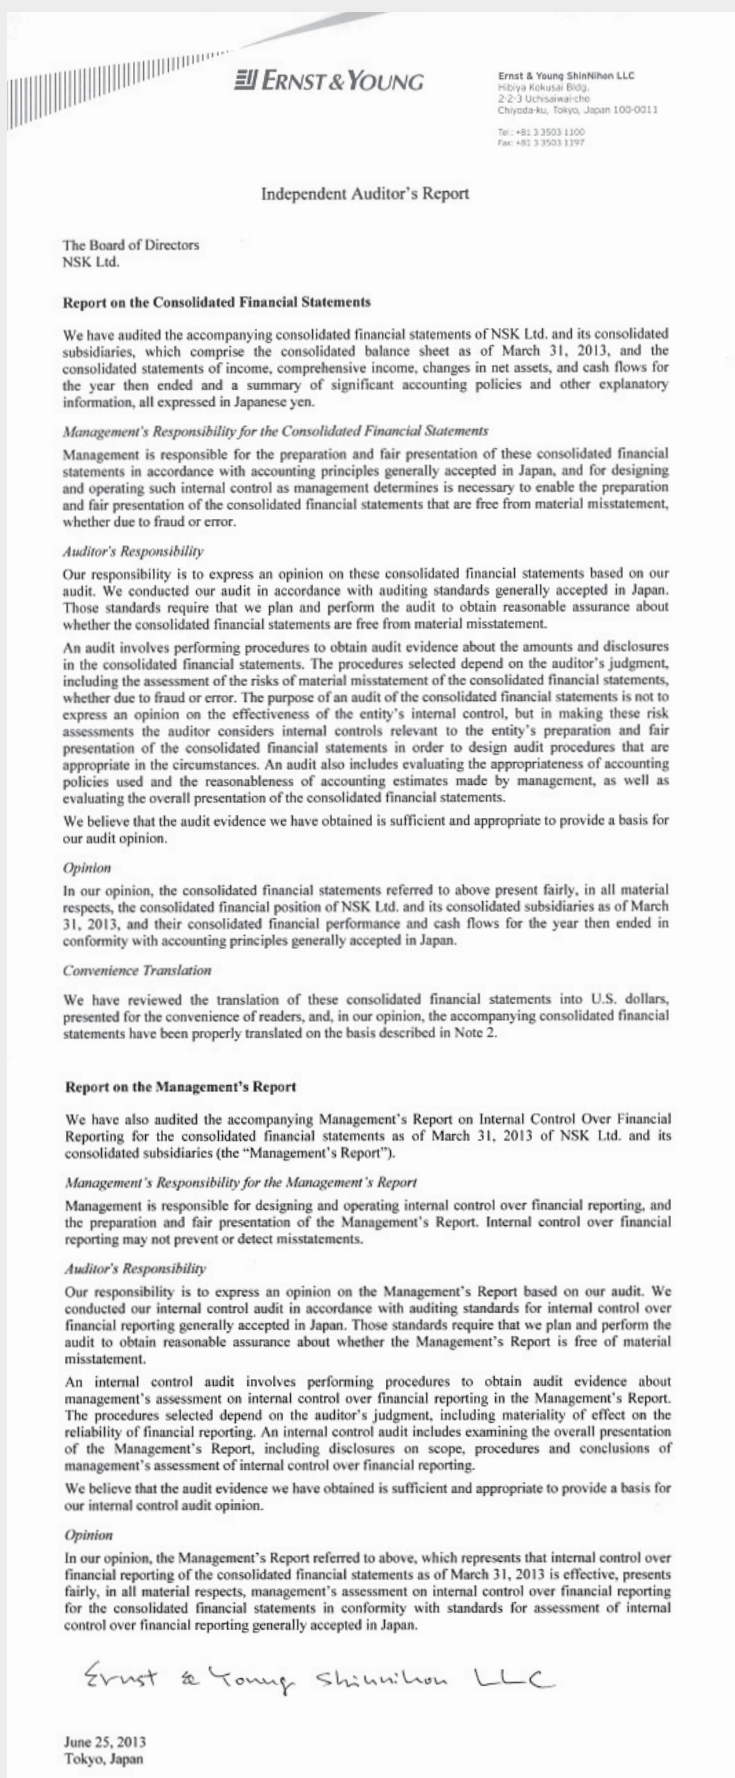 ERNST & YOUNG
Ernst & Young ShinNihon LLC
Hibiya Kokusai Bldg.
2-2-3 Uchisaiwai-cho
Chiyoda-ku, Tokyo, Japan 100-0011
Tel : +81 3 3503 1100
Fax: +81 3 3503 1197
Independent Auditor's Report
The Board of Directors
NSK Ltd.
Report on the Consolidated Financial Statements
We have audited the accompanying consolidated financial statements of NSK Ltd. and its consolidated
subsidiaries, which comprise the consolidated balance sheet as of March 31, 2013, and the
consolidated statements of income, comprehensive income, changes in net assets, and cash flows for
the year then ended and a summary of significant accounting policies and other explanatory
information, all expressed in Japanese yen.
Management's Responsibility for the Consolidated Financial Statements
Management is responsible for the preparation and fair presentation of these consolidated financial
statements in accordance with accounting principles generally accepted in Japan, and for designing
and operating such internal control as management determines is necessary to enable the preparation
and fair presentation of the consolidated financial statements that are free from material misstatement,
whether due to fraud or error.
Auditor's Responsibility
Our responsibility is to express an opinion on these consolidated financial statements based on our
audit. We conducted our audit in accordance with auditing standards generally accepted in Japan.
Those standards require that we plan and perform the audit to obtain reasonable assurance about
whether the consolidated financial statements are free from material misstatement.
An audit involves performing procedures to obtain audit evidence about the amounts and disclosures
in the consolidated financial statements. The procedures selected depend on the auditor's judgment,
including the assessment of the risks of material misstatement of the consolidated financial statements,
whether due to fraud or error. The purpose of an audit of the consolidated financial statements is not to
express an opinion on the effectiveness of the entity's internal control, but in making these risk
assessments the auditor considers internal controls relevant to the entity's preparation and fair
presentation of the consolidated financial statements in order to design audit procedures that are
appropriate in the circumstances. An audit also includes evaluating the appropriateness of accounting
policies used and the reasonableness of accounting estimates made by management, as well as
evaluating the overall presentation of the consolidated financial statements.
We believe that the audit evidence we have obtained is sufficient and appropriate to provide a basis for
our audit opinion.
Opinion
In our opinion, the consolidated financial statements referred to above present fairly, in all material
respects, the consolidated financial position of NSK Ltd. and its consolidated subsidiaries as of March
31, 2013, and their consolidated financial performance and cash flows for the year then ended in
conformity with accounting principles generally accepted in Japan.
Convenience Translation
We have reviewed the translation of these consolidated financial statements into U.S. dollars,
presented for the convenience of readers, and, in our opinion, the accompanying consolidated financial
statements have been properly translated on the basis described in Note 2.
Report on the Management's Report
We have also audited the accompanying Management's Report on Internal Control Over Financial
Reporting for the consolidated financial statements as of March 31, 2013 of NSK Ltd. and its
consolidated subsidiaries (the "Management's Report").
Management's Responsibility for the Management's Report
Management is responsible for designing and operating internal control over financial reporting, and
the preparation and fair presentation of the Management's Report. Internal control over financial
reporting may not prevent or detect misstatements.
Auditor's Responsibility
Our responsibility is to express an opinion on the Management's Report based on our audit. We
conducted our internal control audit in accordance with auditing standards for internal control over
financial reporting generally accepted in Japan. Those standards require that we plan and perform the
audit to obtain reasonable assurance about whether the Management's Report is free of material
misstatement.
An internal control audit involves performing procedures to obtain audit evidence about
management's assessment on internal control over financial reporting in the Management's Report.
The procedures selected depend on the auditor's judgment, including materiality of effect on the
reliability of financial reporting. An internal control audit includes examining the overall presentation
of the Management's Report, including disclosures on scope, procedures and conclusions of
management's assessment of internal control over financial reporting.
We believe that the audit evidence we have obtained is sufficient and appropriate to provide a basis for
our internal control audit opinion.
Opinion
In our opinion, the Management's Report referred to above, which represents that internal control over
financial reporting of the consolidated financial statements as of March 31, 2013 is effective, presents
fairly, in all material respects, management's assessment on internal control over financial reporting
for the consolidated financial statements in conformity with standards for assessment of internal
control over financial reporting generally accepted in Japan.
Ernst & Young Shinnihon LLC
June 25, 2013
Tokyo, Japan